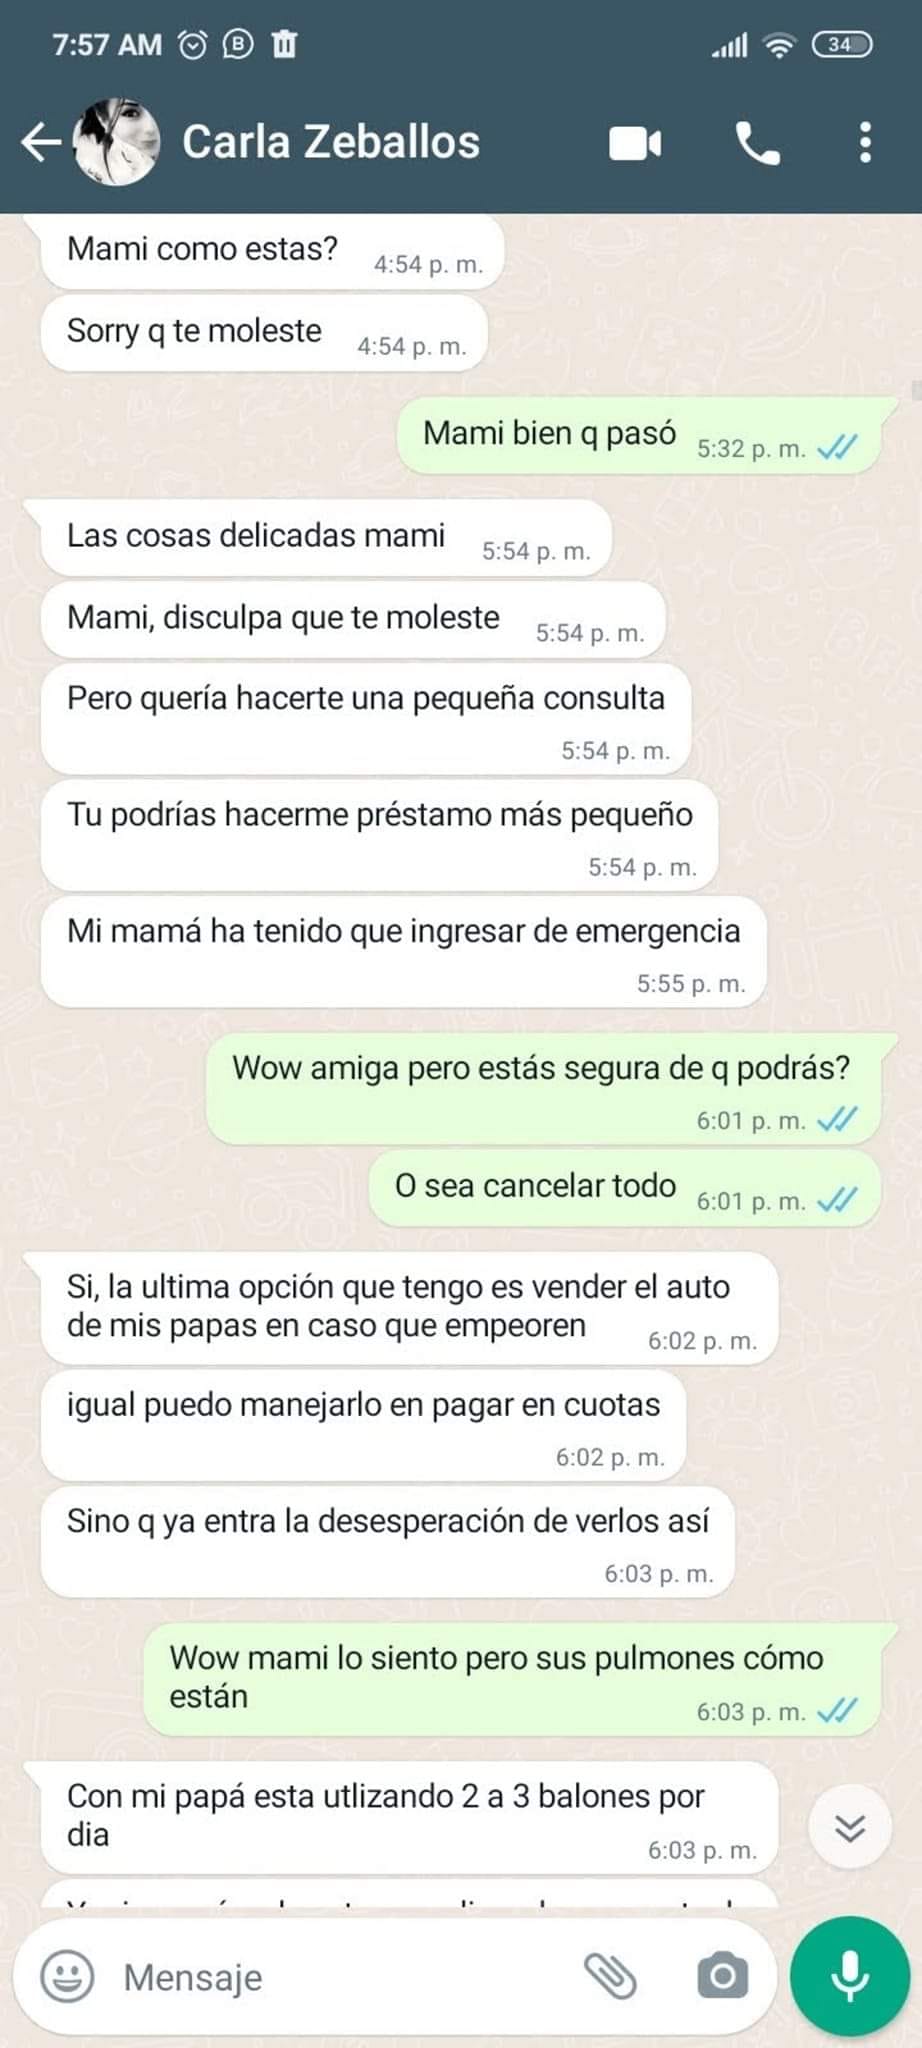 7:57 AM
34
Carla Zeballos
Mami como estas?
4:54 p. m.
Sorry q te moleste
4:54 p. m.
Mami bien q pasó
5:32 p. m.
Las cosas delicadas mami
5:54 p. m.
Mami, disculpa que te moleste
5:54 p. m.
Pero quería hacerte una pequeña consulta
5:54 p. m.
Tu podrías hacerme préstamo más pequeño
5:54 p. m.
Mi mamá ha tenido que ingresar de emergencia
5:55 p. m.
Wow amiga pero estás segura de q podrás?
6:01 p. m.
O sea cancelar todo
6:01 p. m.
Si, la ultima opción que tengo es vender el auto
de mis papas en caso que empeoren
6:02 p. m.
igual puedo manejarlo en pagar en cuotas
6:02 p. m.
Sino q ya entra la desesperación de verlos así
6:03 p. m.
Wow mami lo siento pero sus pulmones cómo
están
6:03 p. m.
Con mi papá esta utlizando 2 a 3 balones por
dia
6:03 p. m.
Mensaje